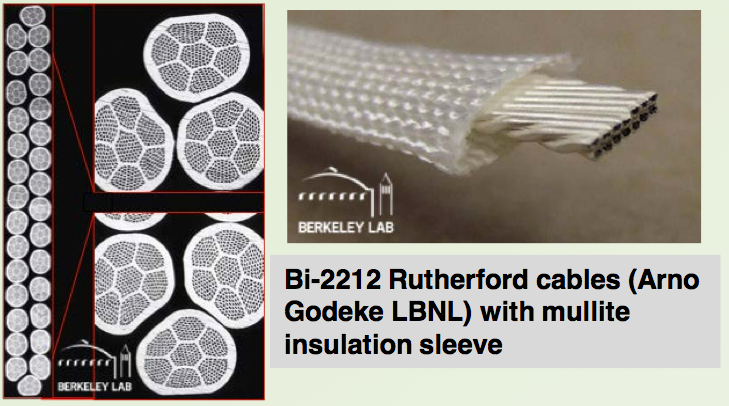 BERKELEY LAB
BERKELEY LAB
Bi-2212 Rutherford cables (Arno
Godeke LBNL) with mullite
insulation sleeve